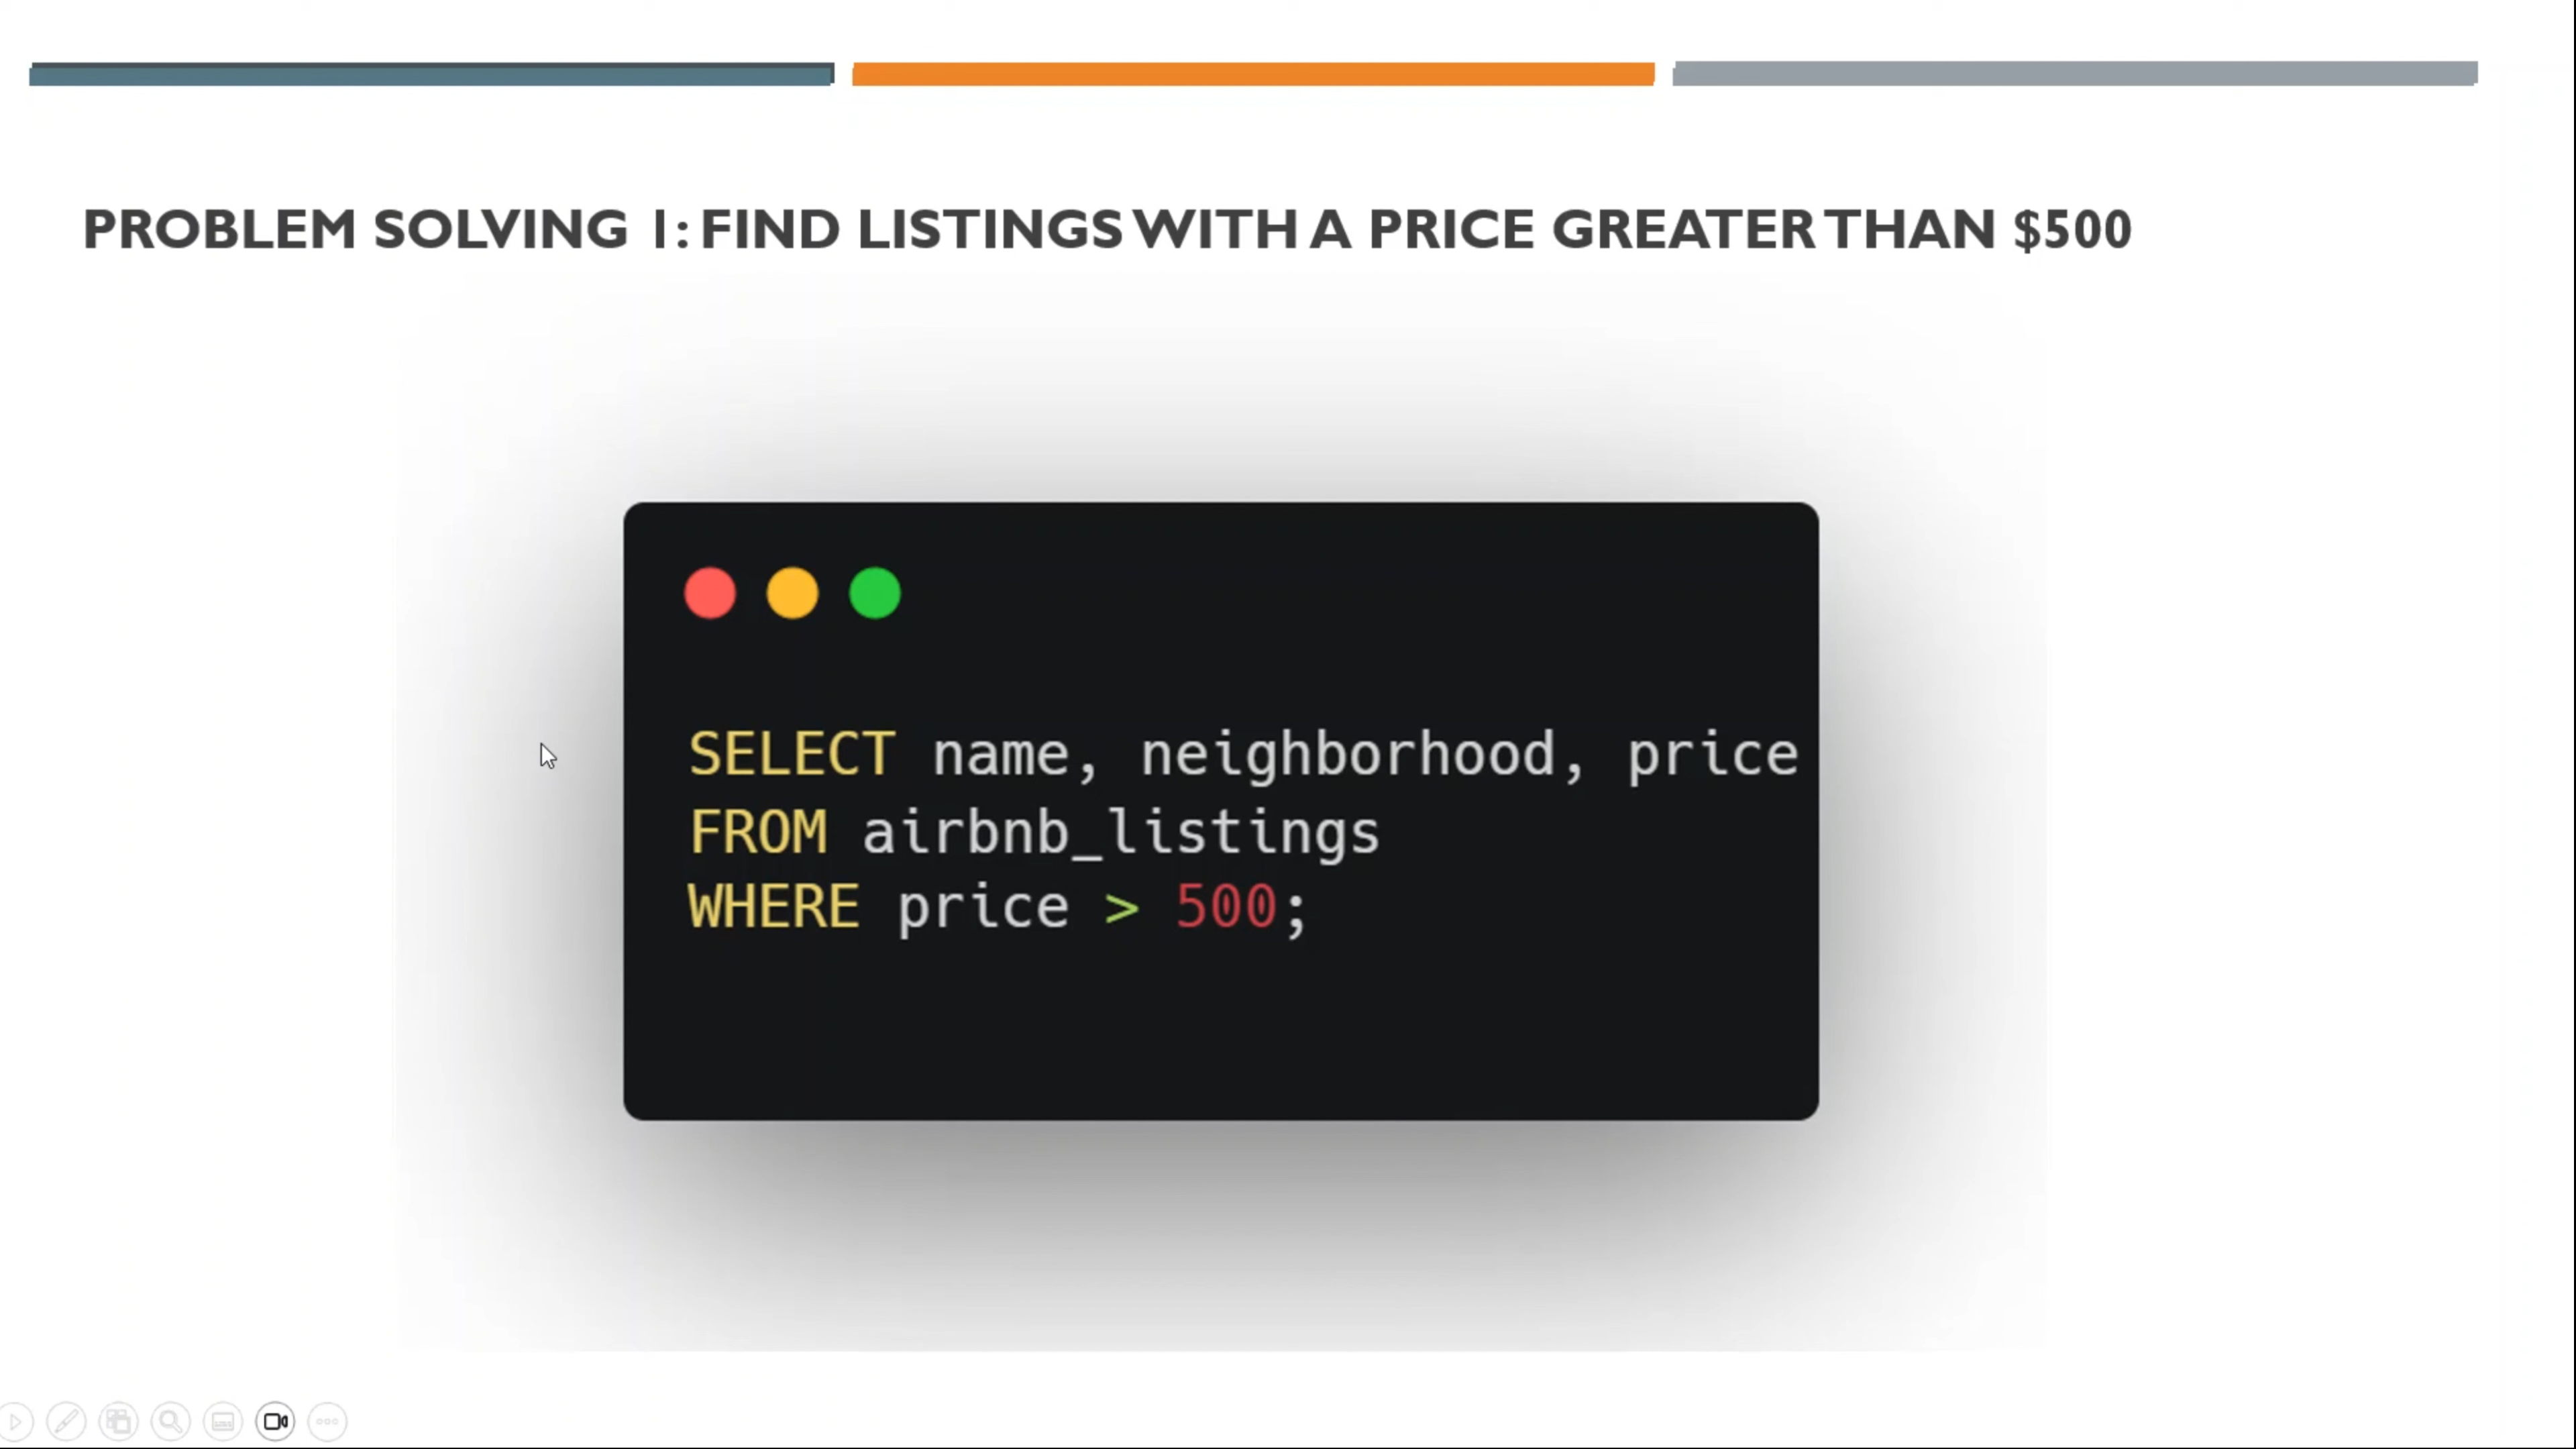 PROBLEM SOLVING 1: FIND LISTINGS WITH A PRICE GREATER THAN $500
SELECT name, neighborhood, price
FROM airbnb_listings
WHERE price > 500;